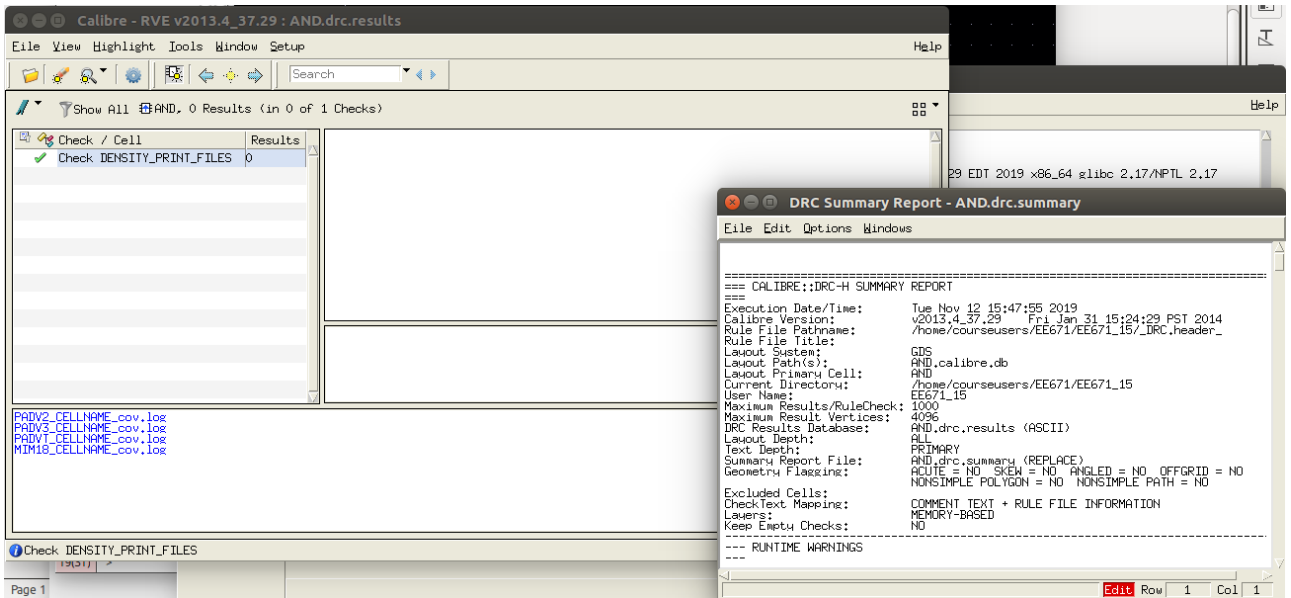 Calibre - RVE v2013.4_37.29 : AND.drc.results
File View Highlight Tools Window Setup Help
Search
Show All AND, 0 Results (in 0 of 1 Checks)
Help
Check / Cell Results
Check DENSITY_PRINT_FILES 0
29 EDT 2019 x86_64 glibc 2.17/NPTL 2.17
DRC Summary Report - AND.drc.summary
File Edit Options Windows
=== CALIBRE::DRC-H SUMMARY REPORT
===
Execution Date/Time: Tue Nov 12 15:47:55 2019
Calibre Version: v2013.4_37.29 Fri Jan 31 15:24:29 PST 2014
Rule File Pathname: /home/courseusers/EE671/EE671_15/_DRC.header_
Rule File Title:
Layout System: GDS
Layout Path(s): AND.calibre.db
Layout Primary Cell: AND
Current Directory: /home/courseusers/EE671/EE671_15
User Name: EE671_15
Maximum Results/RuleCheck: 1000
Maximum Result Vertices: 4096
DRC Results Database: AND.drc.results (ASCII)
Layout Depth: ALL
Text Depth: PRIMARY
Summary Report File: AND.drc.summary (REPLACE)
Geometry Flagging: ACUTE = NO SKEW = NO ANGLED = NO OFFGRID = NO
NONSIMPLE POLYGON = NO NONSIMPLE PATH = NO
Excluded Cells:
CheckText Mapping: COMMENT TEXT + RULE FILE INFORMATION
Layers: MEMORY-BASED
Keep Empty Checks: NO
--- RUNTIME WARNINGS
---
Edit Row 1 Col 1
PADV2_CELLNAME_cov.log
PADV3_CELLNAME_cov.log
PADVT_CELLNAME_cov.log
MIM18_CELLNAME_cov.log
Check DENSITY_PRINT_FILES
19(31) >
Page 1